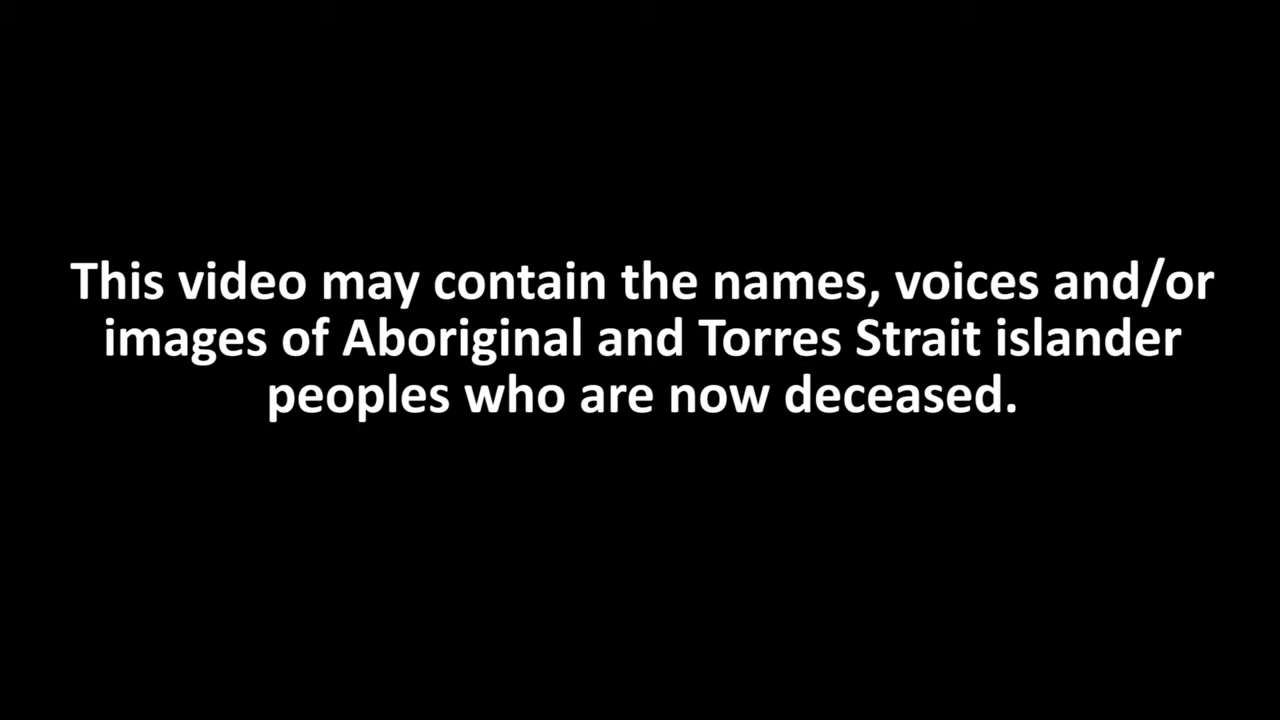 This video may contain the names, voices and/or
images of Aboriginal and Torres Strait islander
peoples who are now deceased.